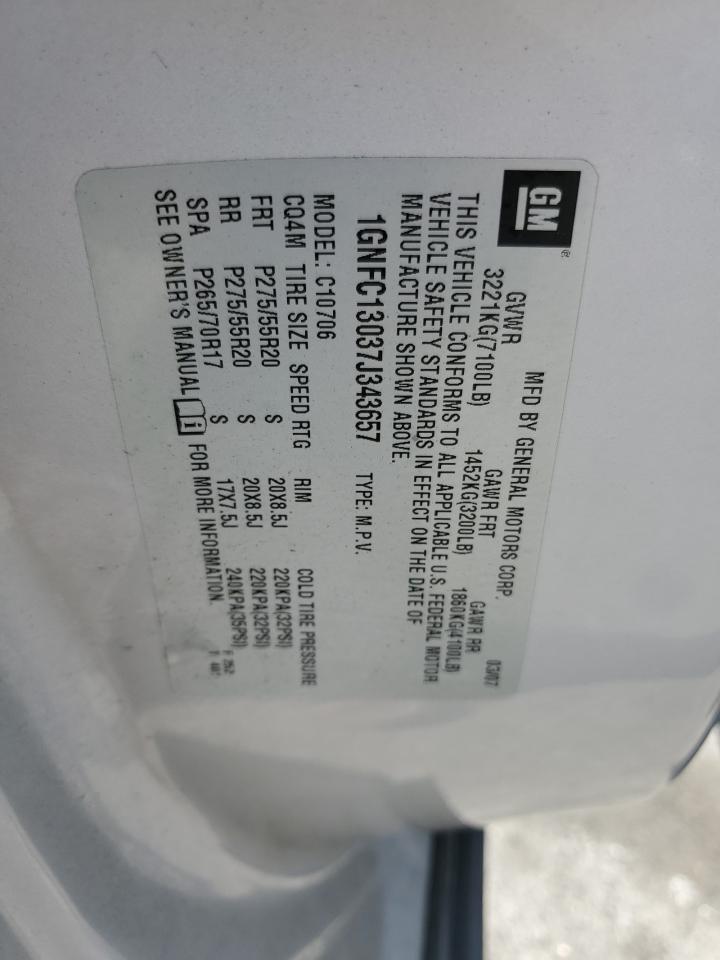 GM ®
MFD BY GENERAL MOTORS CORP. 03/07
GVWR GAWR FRT GAWR RR
3221KG(7100LB) 1452KG(3200LB) 1860KG(4100LB)
THIS VEHICLE CONFORMS TO ALL APPLICABLE U.S. FEDERAL MOTOR
VEHICLE SAFETY STANDARDS IN EFFECT ON THE DATE OF
MANUFACTURE SHOWN ABOVE.
1GNFC13037J343657 TYPE: M.P.V.
MODEL: C10706
CQ4M TIRE SIZE SPEED RTG RIM COLD TIRE PRESSURE
FRT P275/55R20 S 20X8.5J 220KPA(32PSI)
RR P275/55R20 S 20X8.5J 220KPA(32PSI)
SPA P265/70R17 S 17X7.5J 240KPA(35PSI)
SEE OWNER'S MANUAL FOR MORE INFORMATION.